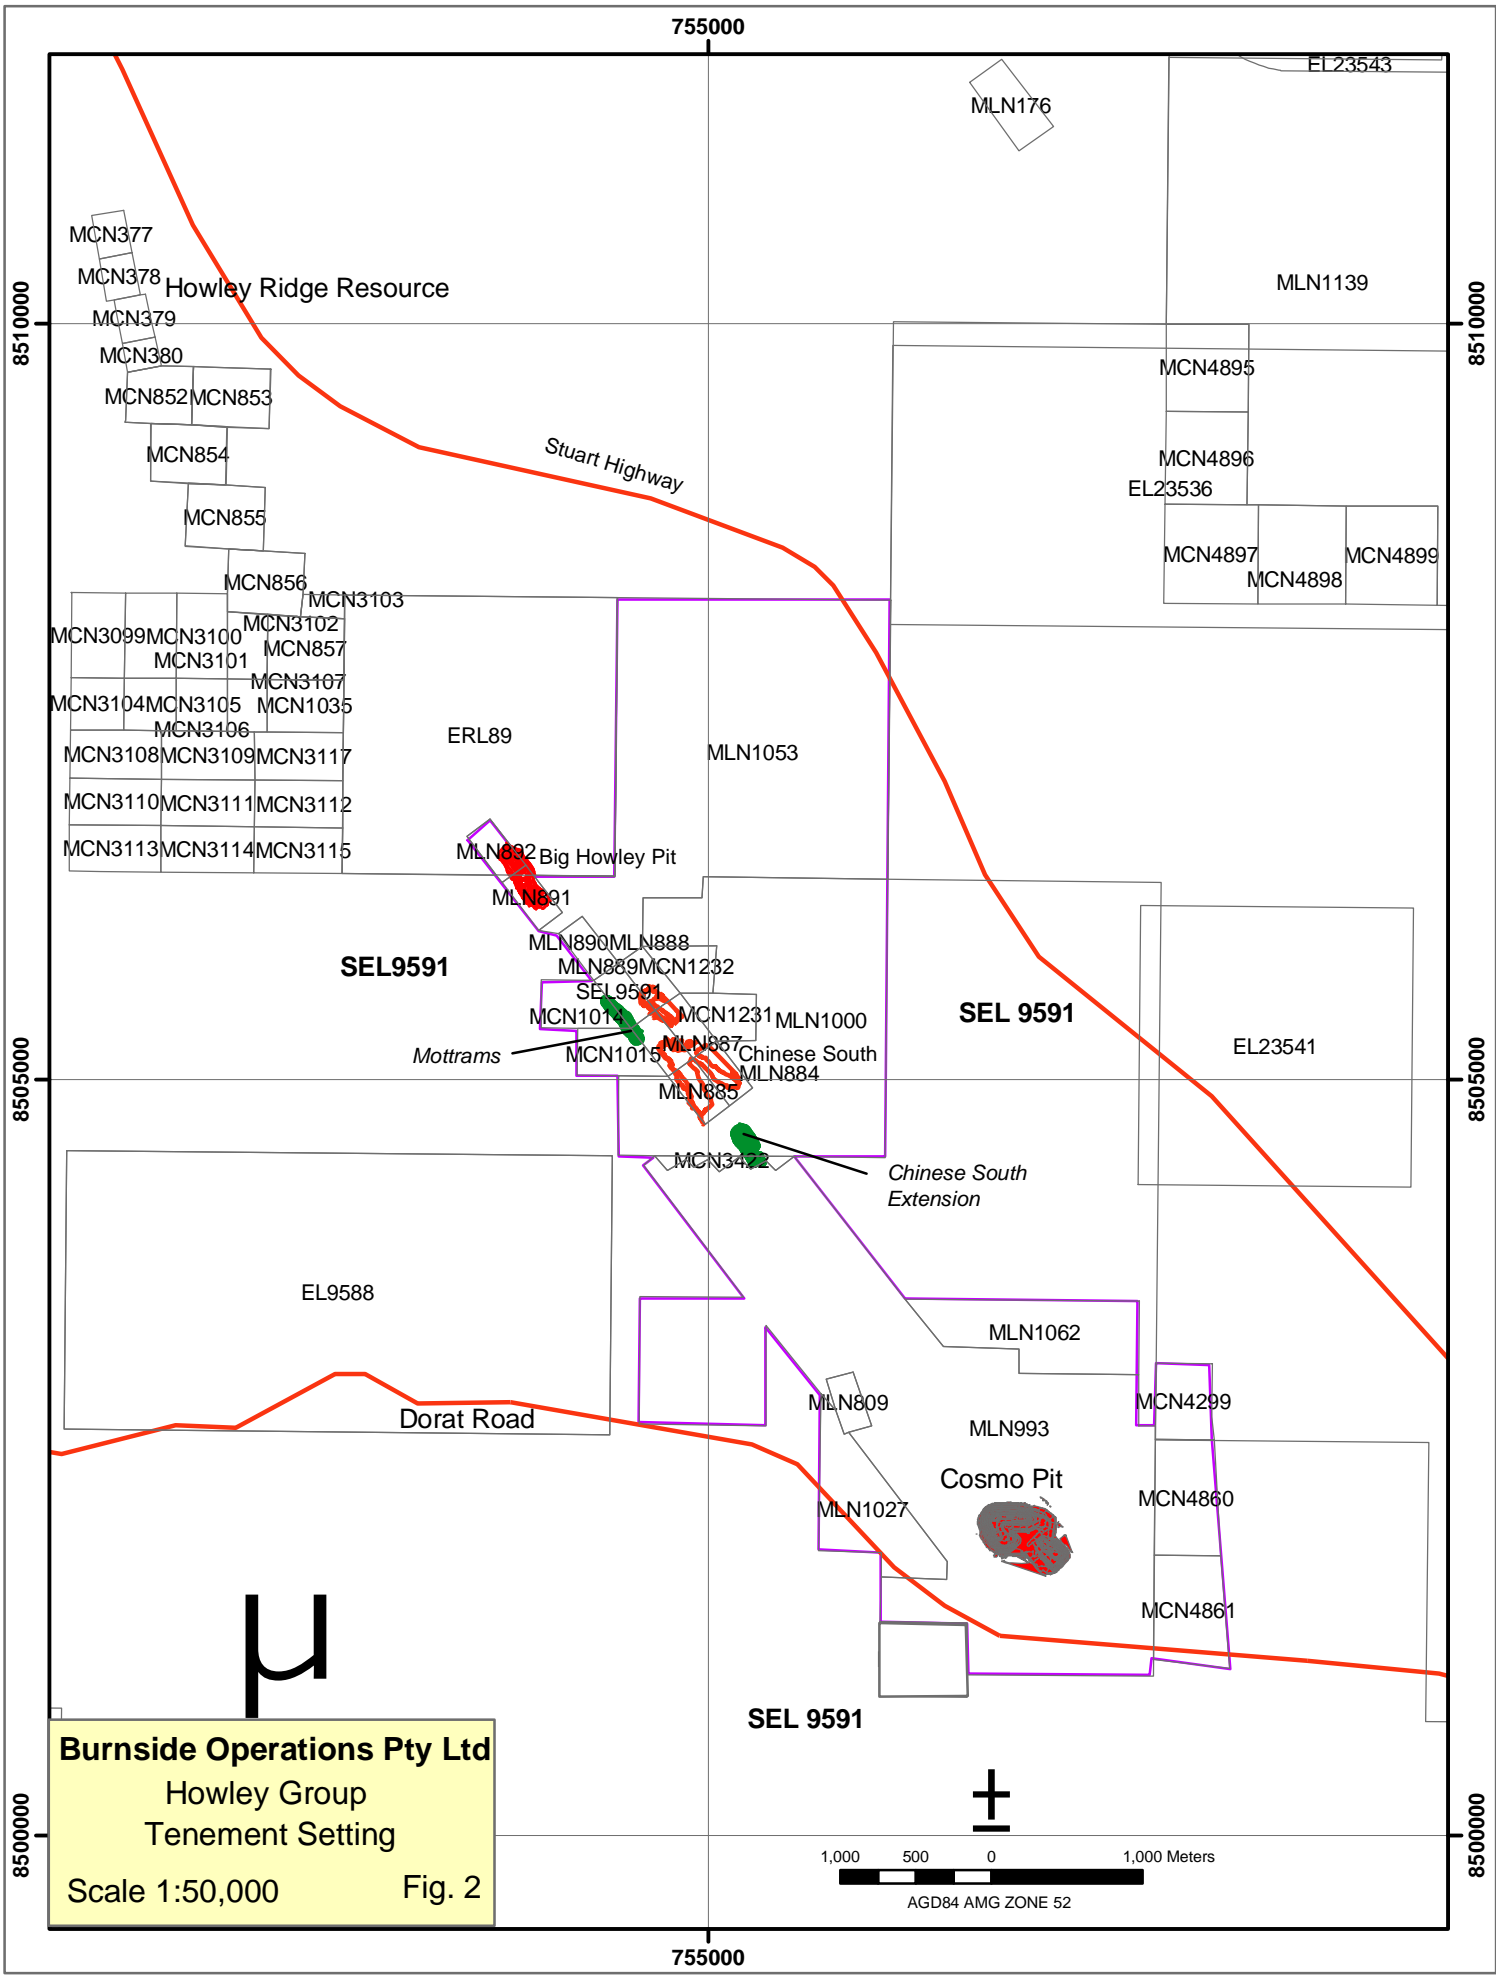 755000
EL23543
MLN176
MCN377
MCN378
Howley Ridge Resource
MLN1139
8510000
8510000
MCN379
MCN380
MCN4895
MCN852
MCN853
Stuart Highway
MCN854
MCN4896
EL23536
MCN855
MCN4897
MCN4898
MCN4899
MCN856
MCN3103
MCN3102
MCN3099
MCN3100
MCN857
MCN3101
MCN3107
MCN3104
MCN3105
MCN1035
MCN3106
ERL89
MLN1053
MCN3108
MCN3109
MCN3117
MCN3110
MCN3111
MCN3112
MCN3113
MCN3114
MCN3115
MLN892
Big Howley Pit
MLN891
MLN890
MLN888
SEL9591
MLN889
MCN1232
SEL9591
MCN1014
MCN1231
MLN1000
SEL 9591
Mottrams
MCN1015
MLN887
Chinese South
EL23541
MLN884
8505000
8505000
MLN885
MCN3422
Chinese South
Extension
EL9588
MLN1062
MLN809
MCN4299
Dorat Road
MLN993
Cosmo Pit
MLN1027
MCN4860
MCN4861
µ
SEL 9591
Burnside Operations Pty Ltd
Howley Group
Tenement Setting
Scale 1:50,000
Fig. 2
±
8500000
8500000
1,000 500 0 1,000 Meters
AGD84 AMG ZONE 52
755000